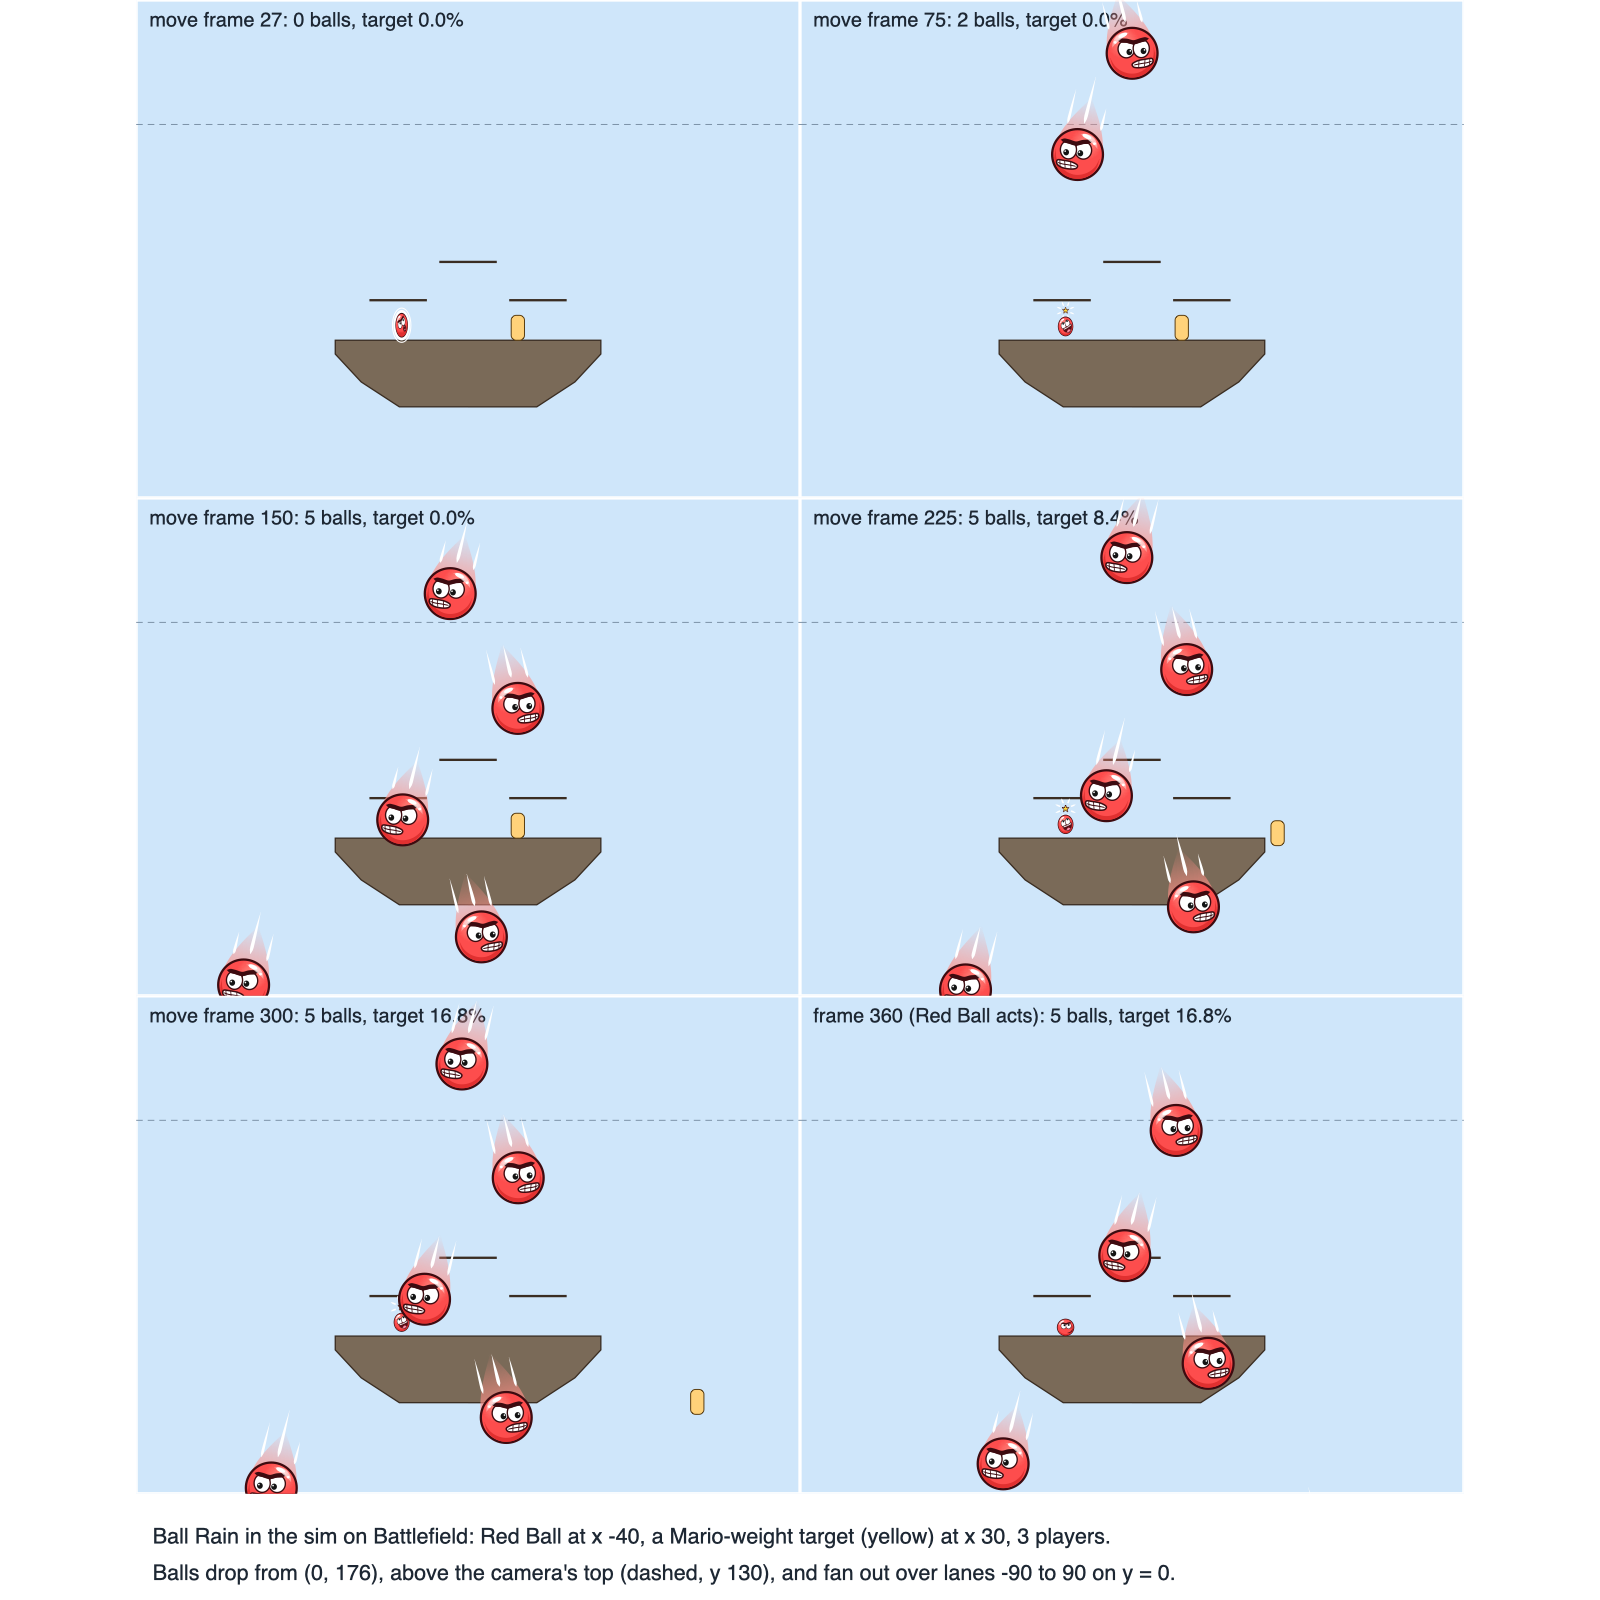 move frame 27: 0 balls, target 0.0%
move frame 75: 2 balls, target 0.0%
move frame 150: 5 balls, target 0.0%
move frame 225: 5 balls, target 8.4%
move frame 300: 5 balls, target 16.8%
frame 360 (Red Ball acts): 5 balls, target 16.8%
Ball Rain in the sim on Battlefield: Red Ball at x -40, a Mario-weight target (yellow) at x 30, 3 players.
Balls drop from (0, 176), above the camera's top (dashed, y 130), and fan out over lanes -90 to 90 on y = 0.